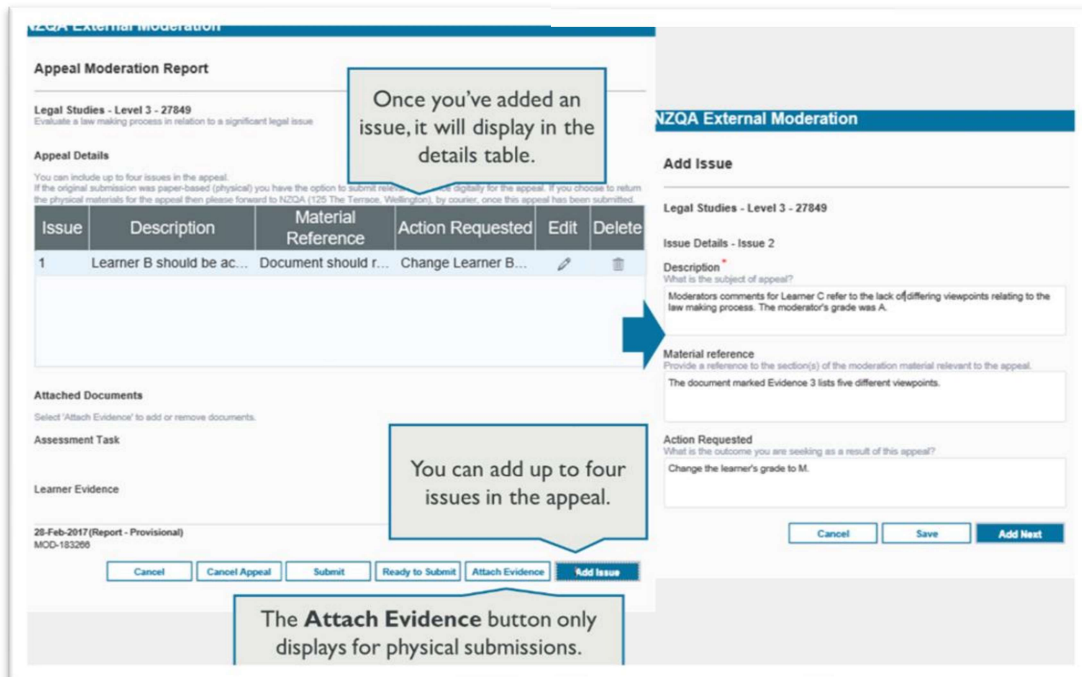 NZQA External Moderation
Appeal Moderation Report
Legal Studies - Level 3 - 27849
Evaluate a law making process in relation to a significant legal issue
Once you've added an
issue, it will display in the
details table.
Appeal Details
You can include up to four issues in the appeal.
If the original submission was paper-based (physical) you have the option to submit digitally for the appeal. If you choose to return
the physical materials for the appeal then please forward to NZQA (125 The Terrace, Wellington), by courier, once this appeal has been submitted.
Issue Description Material Reference Action Requested Edit Delete
1 Learner B should be ac... Document should r... Change Learner B...
Attached Documents
Select 'Attach Evidence' to add or remove documents.
Assessment Task
You can add up to four
issues in the appeal.
Learner Evidence
28-Feb-2017(Report - Provisional)
MOD-183266
Cancel Cancel Appeal Submit Ready to Submit Attach Evidence Add Issue
The Attach Evidence button only
displays for physical submissions.
NZQA External Moderation
Add Issue
Legal Studies - Level 3 - 27849
Issue Details - Issue 2
Description *
What is the subject of appeal?
Moderators comments for Learner C refer to the lack of differing viewpoints relating to the
law making process. The moderator's grade was A.
Material reference
Provide a reference to the section(s) of the moderation material relevant to the appeal.
The document marked Evidence 3 lists five different viewpoints.
Action Requested
What is the outcome you are seeking as a result of this appeal?
Change the learner's grade to M.
Cancel Save Add Next